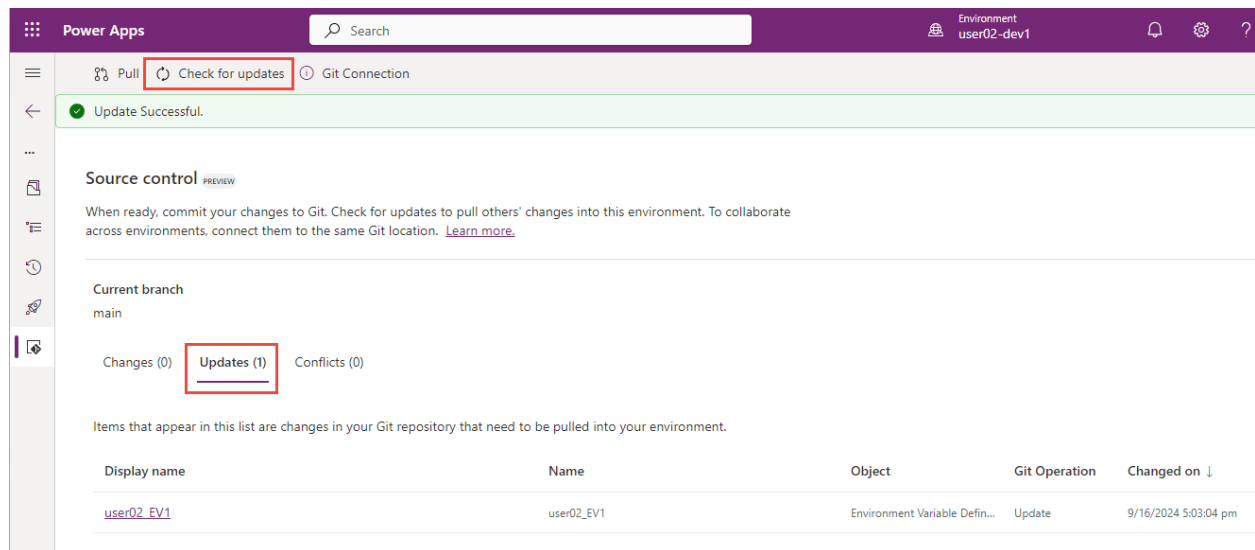 Power Apps
Search
Environment
user02-dev1
?
Pull
Check for updates
Git Connection
Update Successful.
...
Source control PREVIEW
When ready, commit your changes to Git. Check for updates to pull others' changes into this environment. To collaborate
across environments, connect them to the same Git location. Learn more.
Current branch
main
Changes (0) Updates (1) Conflicts (0)
Items that appear in this list are changes in your Git repository that need to be pulled into your environment.
Display name Name Object Git Operation Changed on ↓
user02_EV1 user02_EV1 Environment Variable Defin... Update 9/16/2024 5:03:04 pm